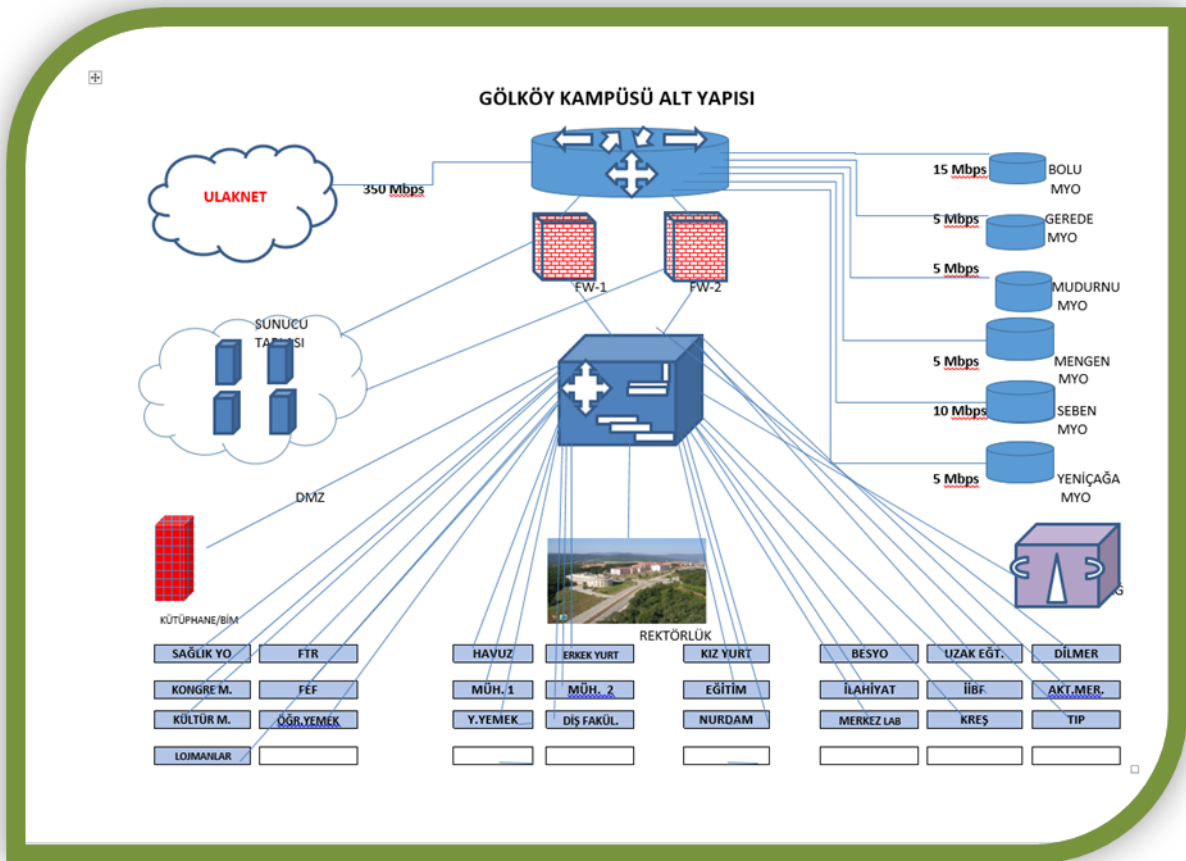 GÖLKÖY KAMPÜSÜ ALT YAPISI
ULAKNET
350 Mbps
15 Mbps
BOLU
MYO
5 Mbps
GEREDE
MYO
5 Mbps
MUDURNU
MYO
5 Mbps
MENGEN
MYO
10 Mbps
SEBEN
MYO
5 Mbps
YENİÇAĞA
MYO
FW-1
FW-2
SUNUCU
DMZ
KÜTÜPHANE/BİM
REKTÖRLÜK
SAĞLIK YO
FTR
HAVUZ
ERKEK YURT
KIZ YURT
BESYO
UZAK EĞT.
DİLMER
KONGRE M.
FEF
MÜH. 1
MÜH. 2
EĞİTİM
İLAHİYAT
İİBF
AKT.MER.
KÜLTÜR M.
ÖĞR.YEMEK
Y.YEMEK
DİŞ FAKÜL.
NURDAM
MERKEZ LAB
KREŞ
TIP
LOJMANLAR